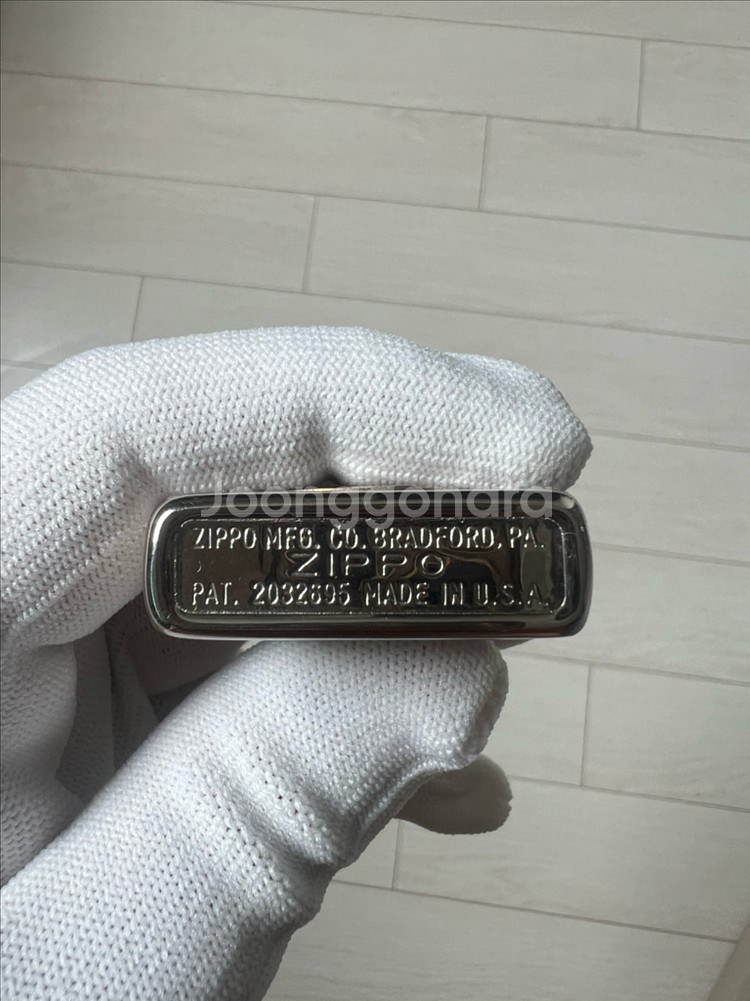 Joonggonara
ZIPPO MFG. CO. BRADFORD, PA.
ZIPPO
PAT. 2032695 MADE IN U.S.A.